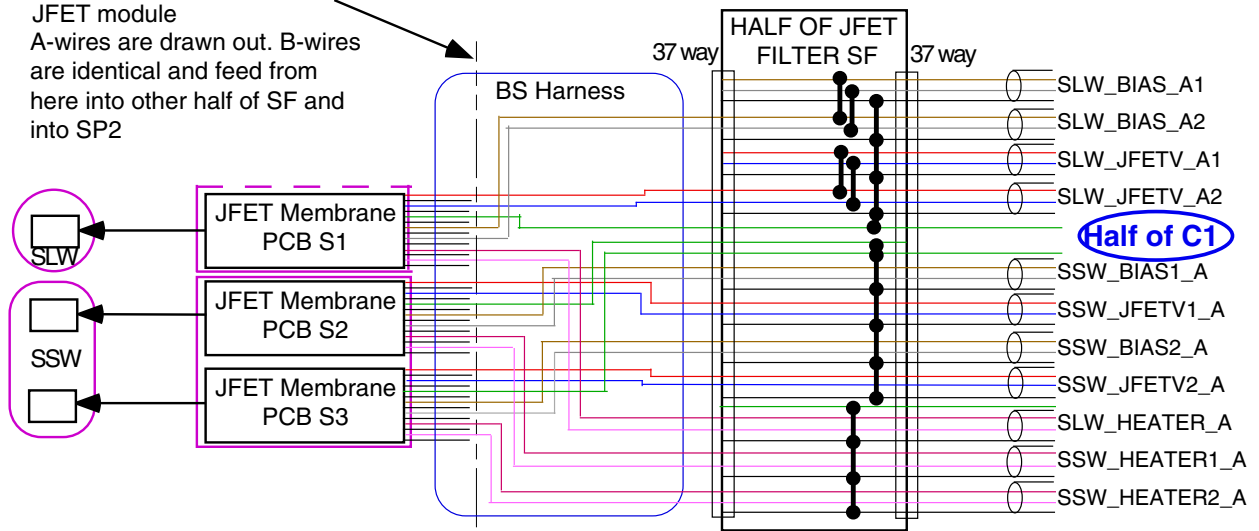 JFET module
A-wires are drawn out. B-wires
are identical and feed from
here into other half of SF and
into SP2
BS Harness
37 way
HALF OF JFET
FILTER SF
37 way
JFET Membrane
PCB S1
JFET Membrane
PCB S2
JFET Membrane
PCB S3
SLW
SSW
SLW_BIAS_A1
SLW_BIAS_A2
SLW_JFETV_A1
SLW_JFETV_A2
Half of C1
SSW_BIAS1_A
SSW_JFETV1_A
SSW_BIAS2_A
SSW_JFETV2_A
SLW_HEATER_A
SSW_HEATER1_A
SSW_HEATER2_A